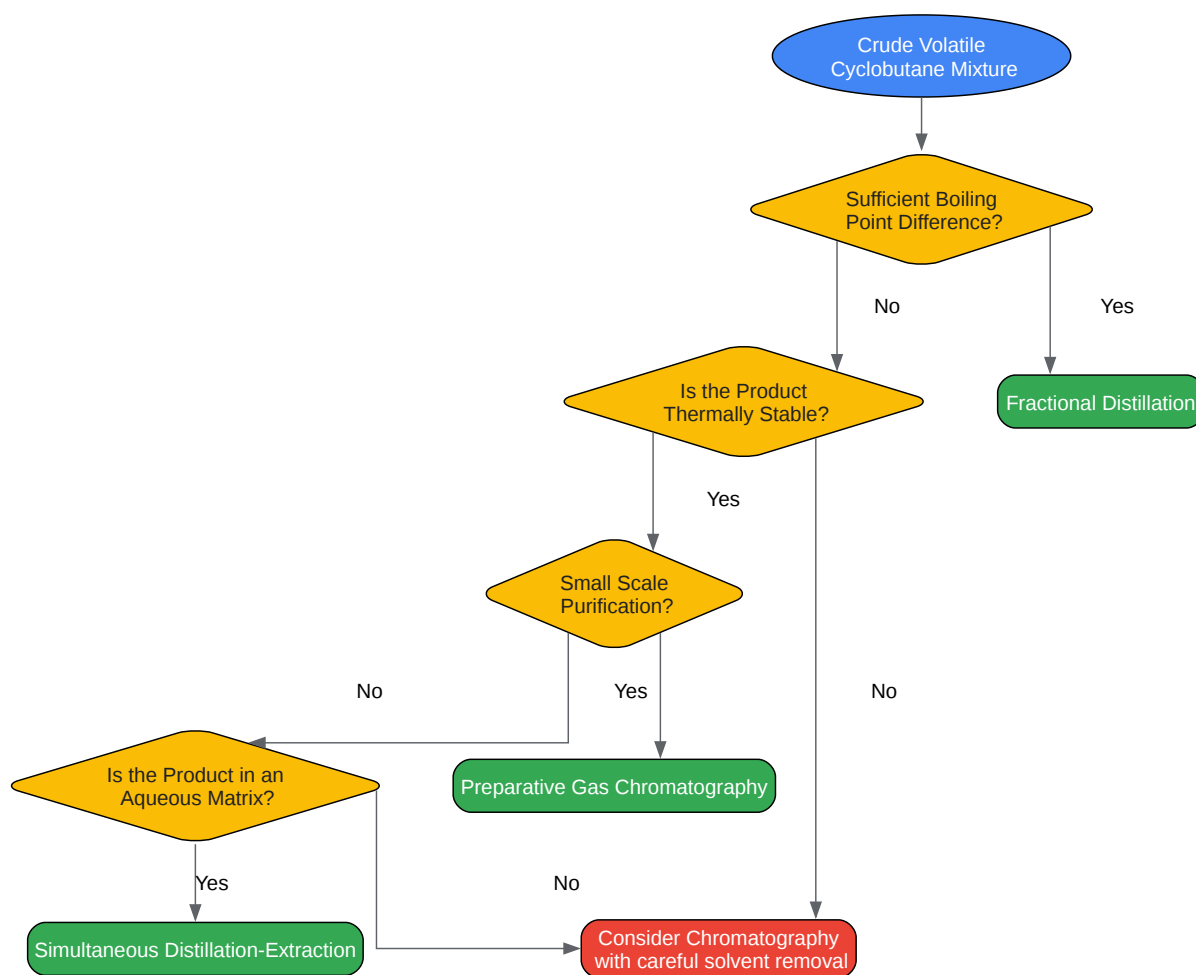 Crude Volatile
Cyclobutane Mixture
Sufficient Boiling
Point Difference?
No
Yes
Is the Product
Thermally Stable?
Fractional Distillation
Yes
No
Small Scale
Purification?
No
Yes
Is the Product in an
Aqueous Matrix?
Preparative Gas Chromatography
Yes
No
Simultaneous Distillation-Extraction
Consider Chromatography
with careful solvent removal